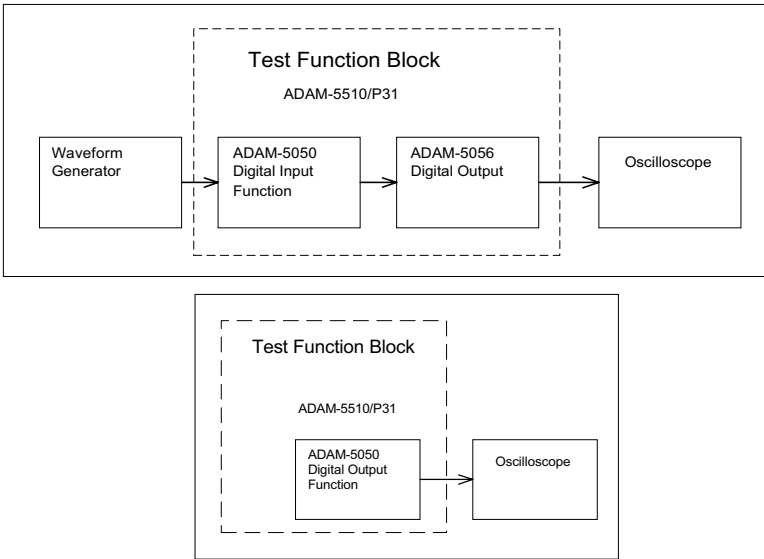 Test Function Block
ADAM-5510/P31
Waveform
Generator
ADAM-5050
Digital Input
Function
ADAM-5056
Digital Output
Oscilloscope
Test Function Block
ADAM-5510/P31
ADAM-5050
Digital Output
Function
Oscilloscope